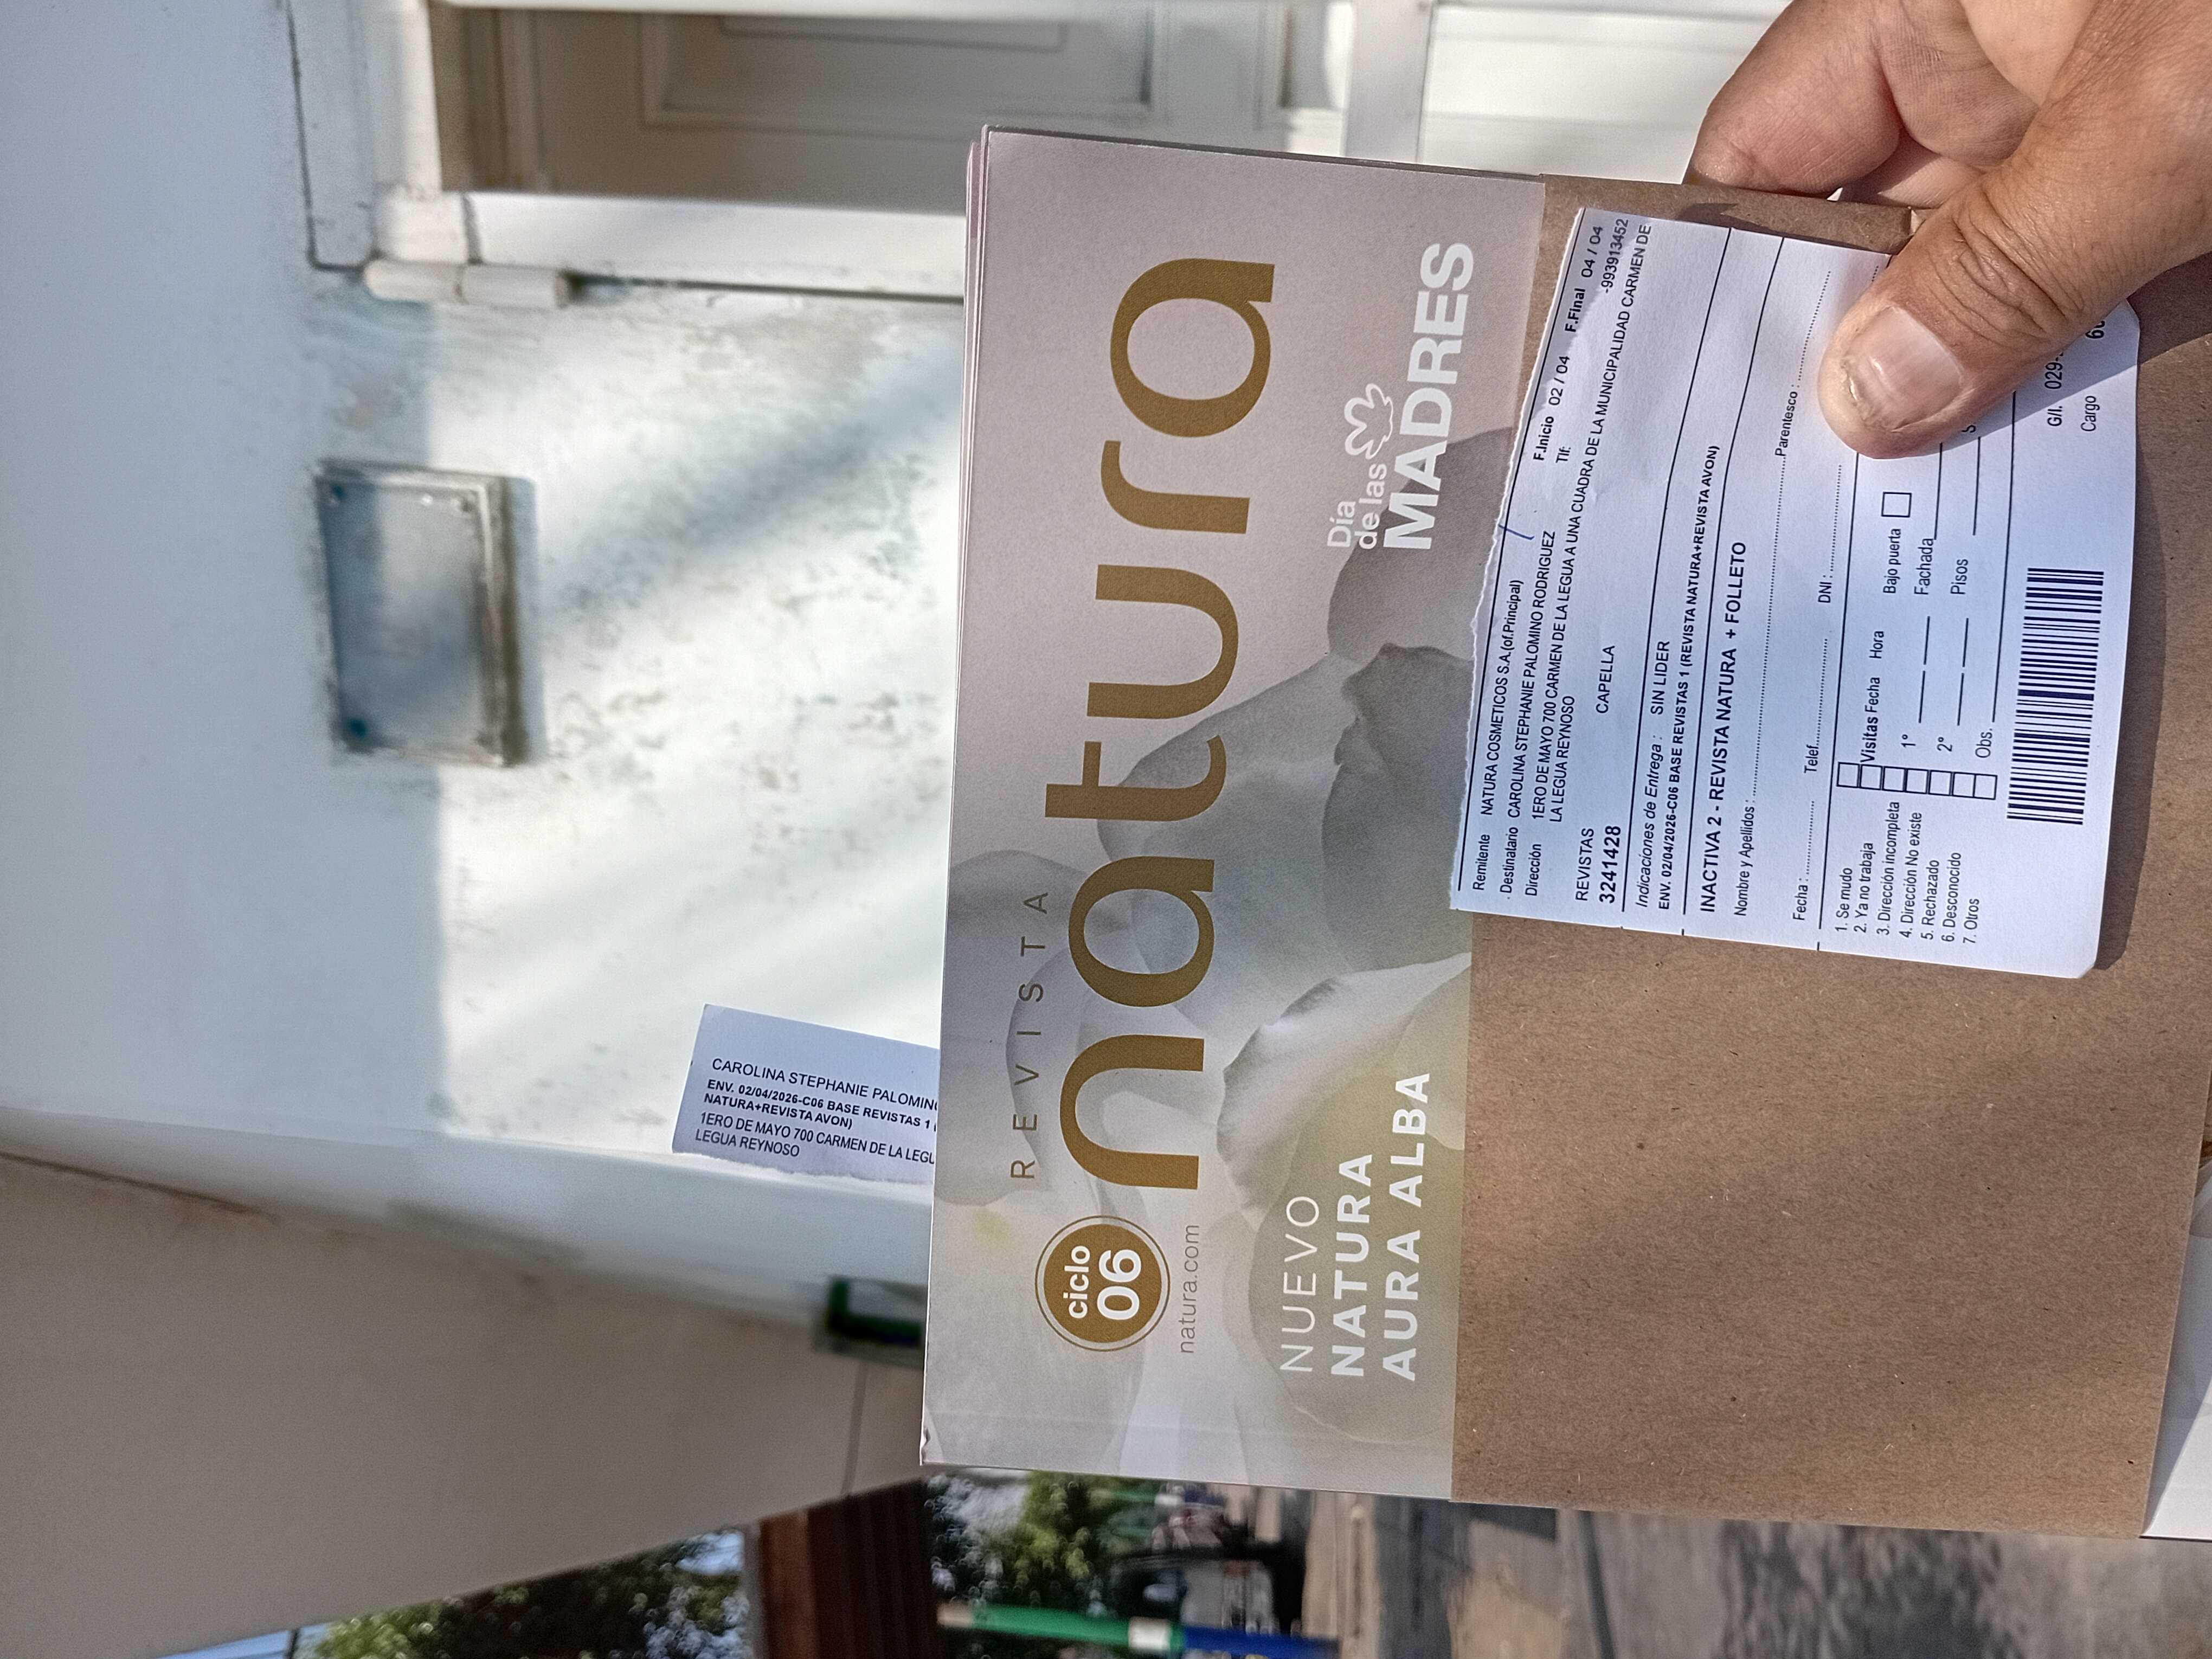 CAROLINA STEPHANIE
ENV. 02/04/2026-C06 BASE REVISTAS 1
NATURA+REVISTA AVON)
1ERO DE MAYO 700 CARMEN DE LA
LEGUA REYNOSO
REVISTA
natura
ciclo
06
natura.com
NUEVO
NATURA
AURA ALBA
Día
de las
MADRES
Remitente NATURA COSMETICOS S.A.(of.Principal) F.Inicio 02 / 04 F.Final 04 / 04
Destinatario CAROLINA STEPHANIE PALOMINO RODRIGUEZ Tlf: -993913452
Dirección 1ERO DE MAYO 700 CARMEN DE LA LEGUA A UNA CUADRA DE LA MUNICIPALIDAD CARMEN DE
LA LEGUA REYNOSO
REVISTAS CAPELLA
3241428
Indicaciones de Entrega : SIN LIDER
ENV. 02/04/2026-C06 BASE REVISTAS 1 (REVISTA NATURA+REVISTA AVON)
INACTIVA 2 - REVISTA NATURA + FOLLETO
Nombre y Apellidos : Parentesco :
Fecha : Telef. DNI :
1. Se mudo
2. Ya no trabaja
3. Dirección incompleta
4. Dirección No existe
5. Rechazado
6. Desconocido
7. Otros
Visitas Fecha Hora Bajo puerta
1° Fachada
2° Pisos
Obs.
G/I. 029-
Cargo